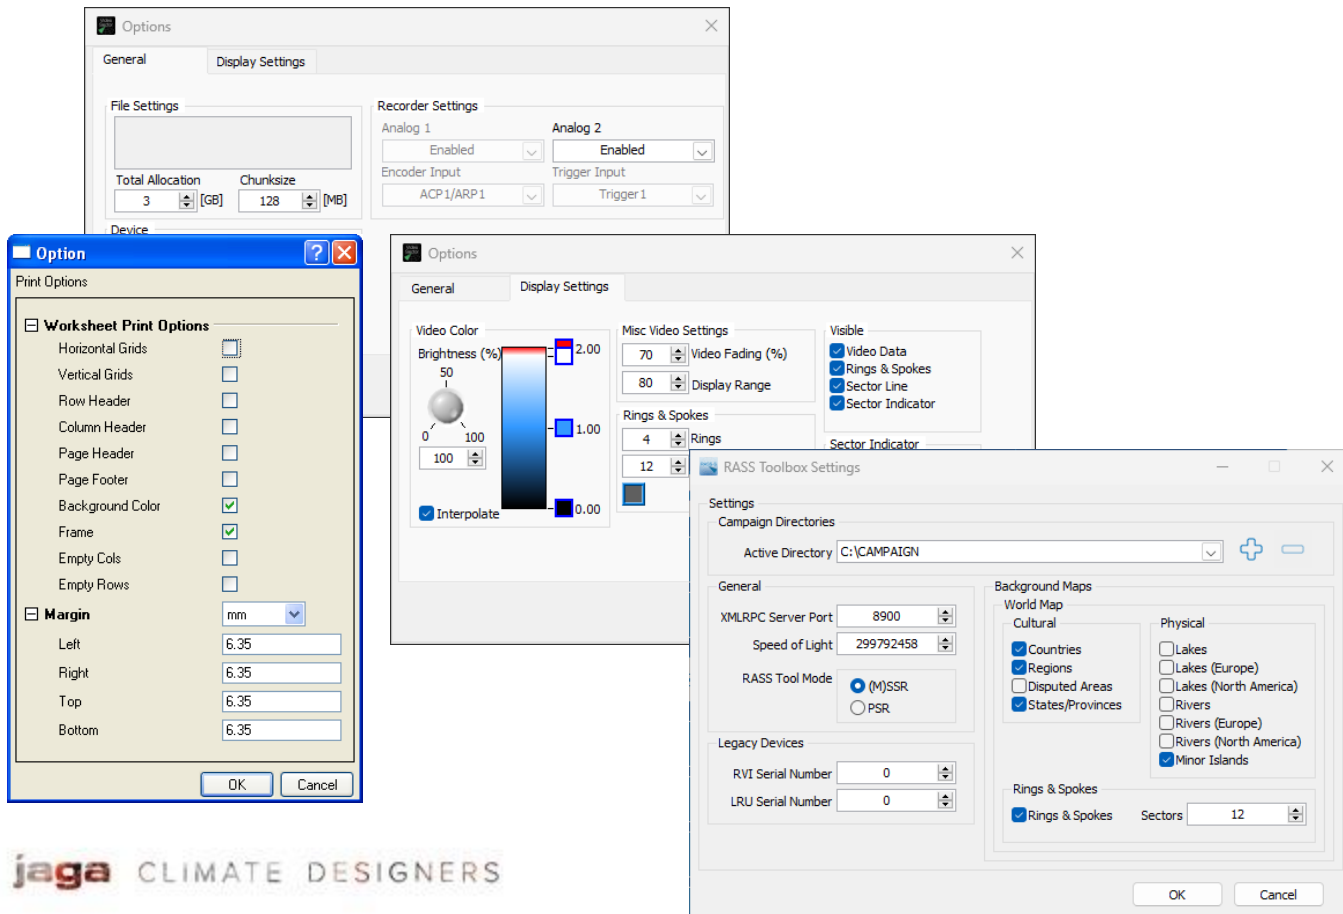 Options
General
Display Settings
File Settings
Total Allocation
Chunksize
3 [GB]
128 [MB]
Recorder Settings
Analog 1
Analog 2
Enabled
Enabled
Encoder Input
Trigger Input
ACP1/ARP1
Trigger1
Device
Option
Print Options
Worksheet Print Options
Horizontal Grids
Vertical Grids
Row Header
Column Header
Page Header
Page Footer
Background Color
Frame
Empty Cols
Empty Rows
Margin mm
Left 6.35
Right 6.35
Top 6.35
Bottom 6.35
OK
Cancel
Options
General
Display Settings
Video Color
Brightness (%)
50
0 100
100
Interpolate
2.00
1.00
0.00
Misc Video Settings
70 Video Fading (%)
80 Display Range
Rings & Spokes
4 Rings
12
Visible
Video Data
Rings & Spokes
Sector Line
Sector Indicator
Sector Indicator
RASS Toolbox Settings
Settings
Campaign Directories
Active Directory C:\CAMPAIGN
General
XMLRPC Server Port 8900
Speed of Light 299792458
RASS Tool Mode
(M)SSR
PSR
Legacy Devices
RVI Serial Number 0
LRU Serial Number 0
Background Maps
World Map
Cultural
Countries
Regions
Disputed Areas
States/Provinces
Physical
Lakes
Lakes (Europe)
Lakes (North America)
Rivers
Rivers (Europe)
Rivers (North America)
Minor Islands
Rings & Spokes
Rings & Spokes
Sectors 12
OK
Cancel
jaga CLIMATE DESIGNERS